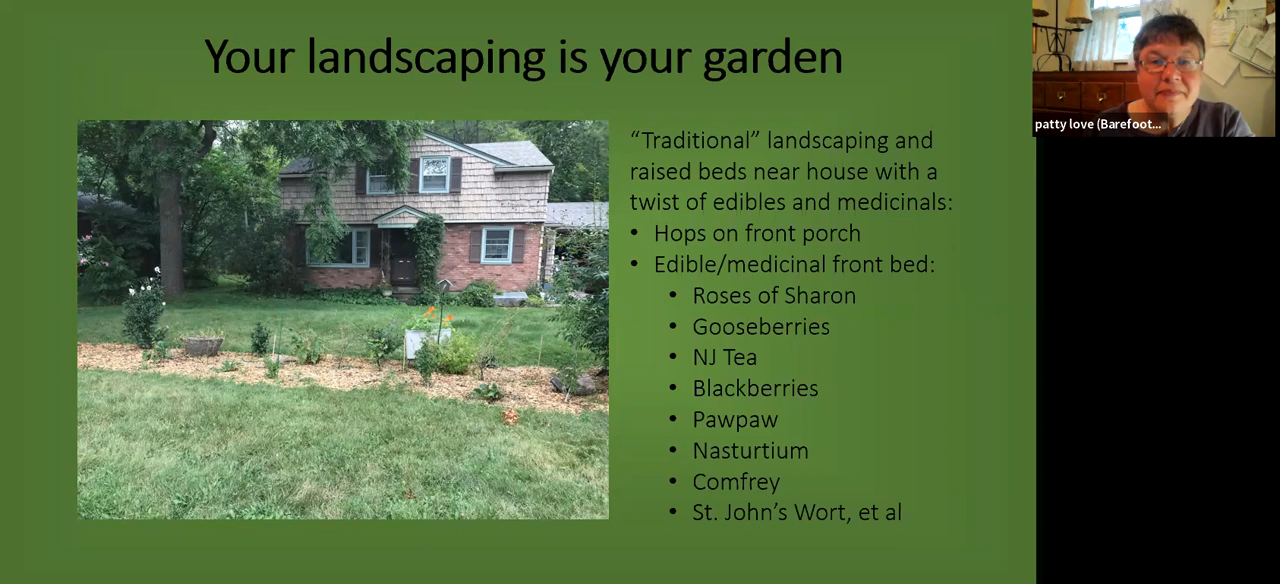 Your landscaping is your garden
“Traditional” landscaping and
raised beds near house with a
twist of edibles and medicinals:
• Hops on front porch
• Edible/medicinal front bed:
• Roses of Sharon
• Gooseberries
• NJ Tea
• Blackberries
• Pawpaw
• Nasturtium
• Comfrey
• St. John’s Wort, et al
patty love (Barefoot...